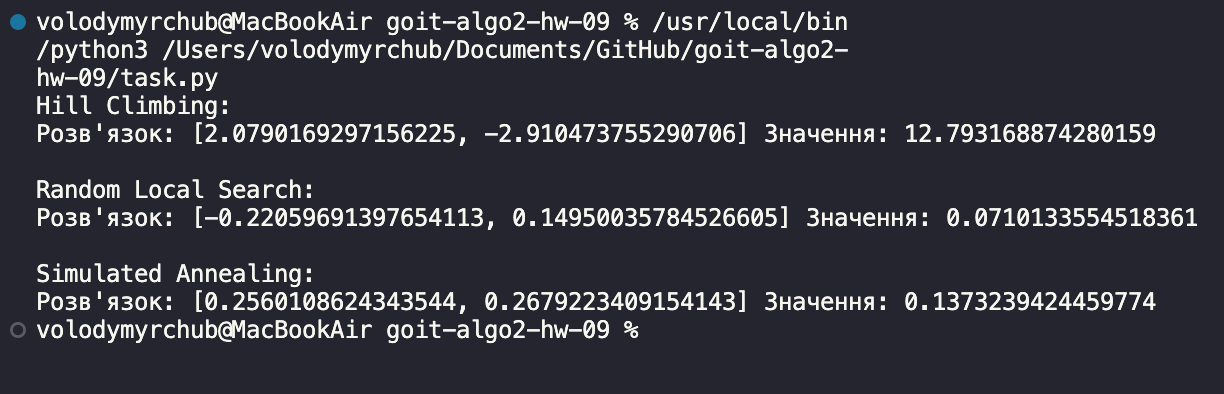 volodymyrchub@MacBookAir goit-algo2-hw-09 % /usr/local/bin
/python3 /Users/volodymyrchub/Documents/GitHub/goit-algo2-
hw-09/task.py
Hill Climbing:
Розв'язок: [2.0790169297156225, -2.910473755290706] Значення: 12.793168874280159
Random Local Search:
Розв'язок: [-0.22059691397654113, 0.14950035784526605] Значення: 0.0710133554518361
Simulated Annealing:
Розв'язок: [0.2560108624343544, 0.2679223409154143] Значення: 0.1373239424459774
volodymyrchub@MacBookAir goit-algo2-hw-09 %